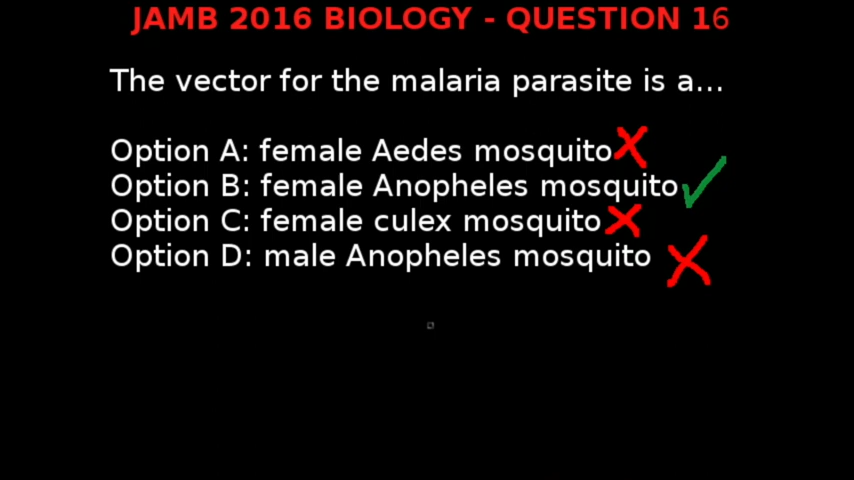 JAMB 2016 BIOLOGY - QUESTION 16
The vector for the malaria parasite is a...
Option A: female Aedes mosquito
Option B: female Anopheles mosquito
Option C: female culex mosquito
Option D: male Anopheles mosquito